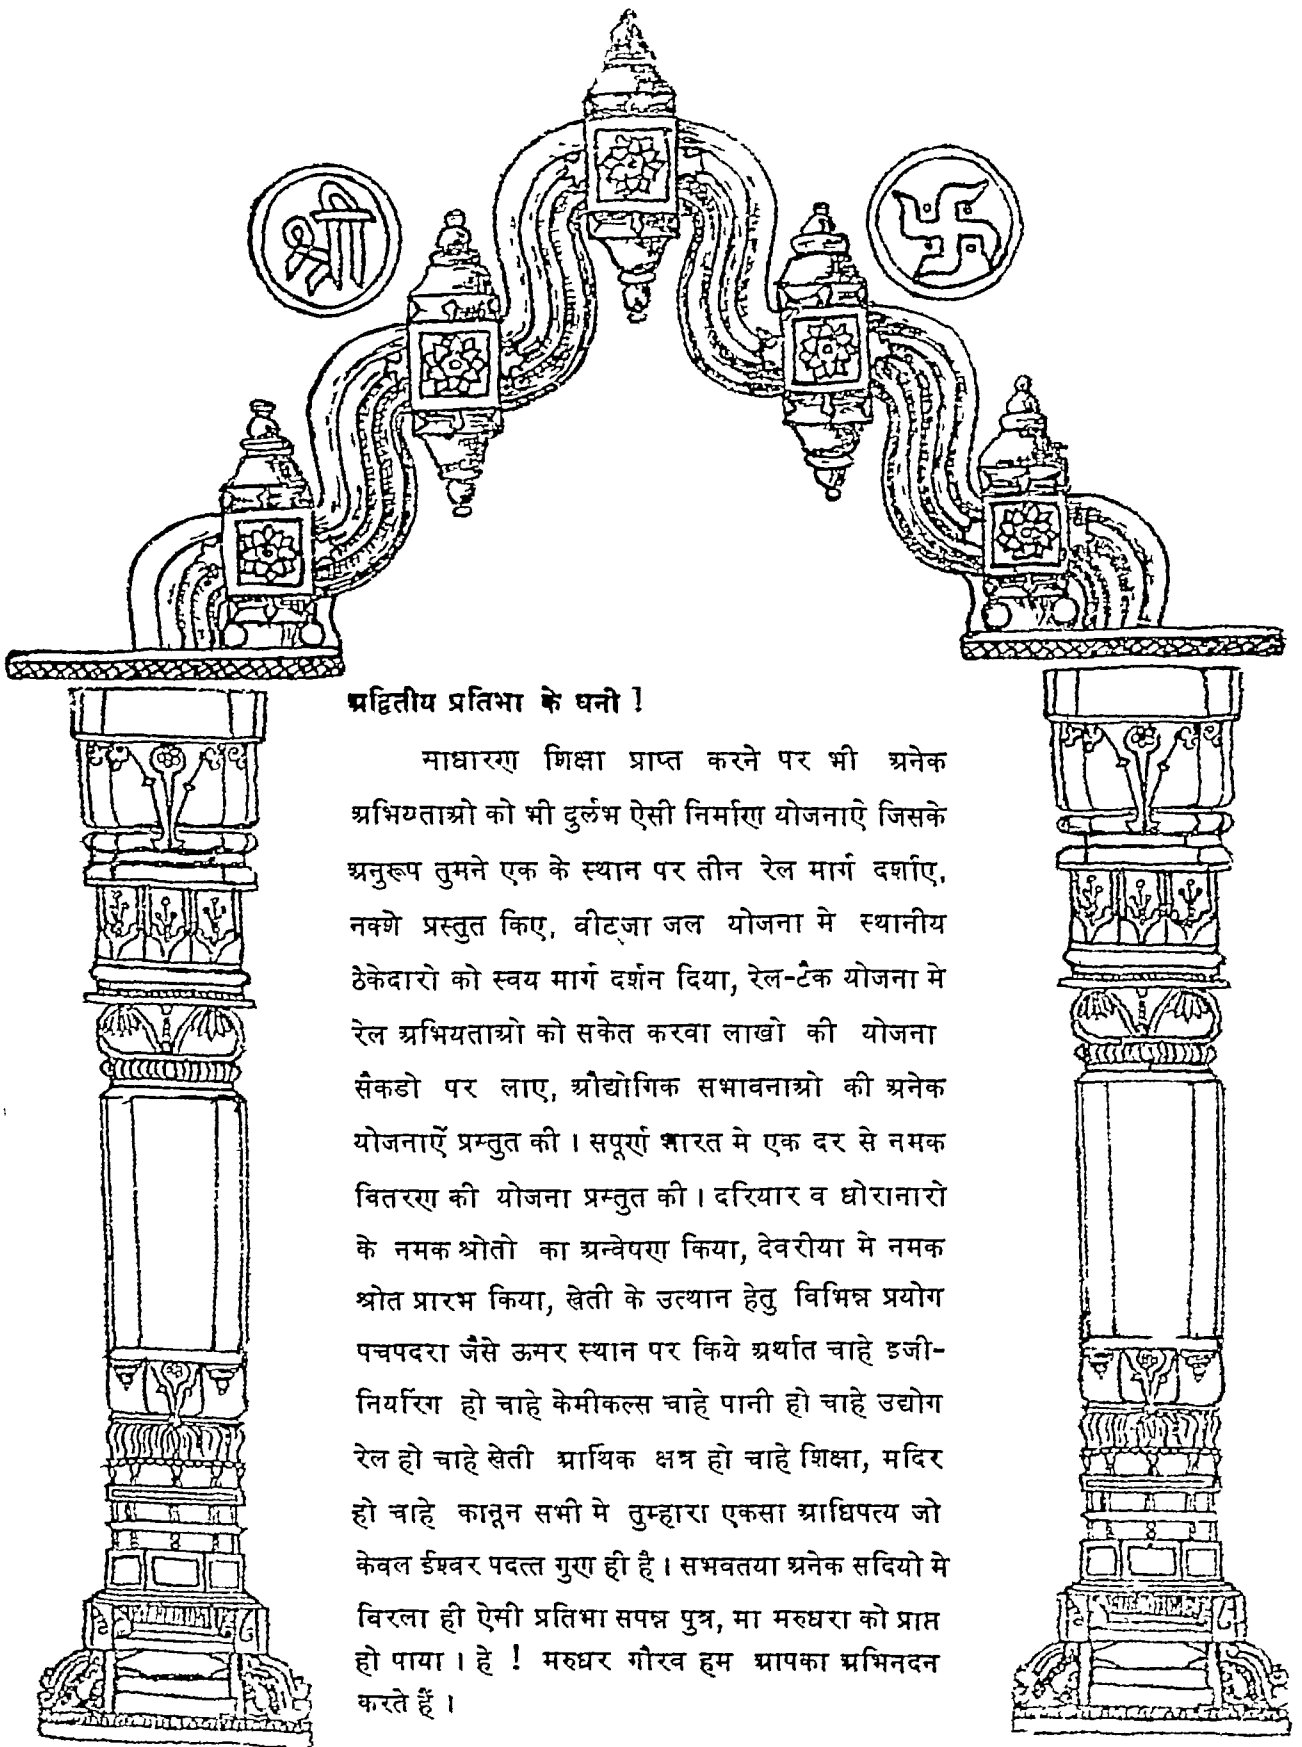 श्री
अद्वितीय प्रतिभा के धनी !
साधारण शिक्षा प्राप्त करने पर भी अनेक
अभियताओ को भी दुर्लभ ऐसी निर्माण योजनाऐ जिसके
अनुरूप तुमने एक के स्थान पर तीन रेल मार्ग दर्शाए,
नक्शे प्रस्तुत किए, वीट्जा जल योजना मे स्थानीय
ठेकेदारो को स्वय मार्ग दर्शन दिया, रेल-टैक योजना मे
रेल अभियताओ को सकेत करवा लाखो की योजना
सैकडो पर लाए, औद्योगिक सभावनाओ की अनेक
योजनाऐं प्रस्तुत की । सपूर्ण भारत मे एक दर से नमक
वितरण की योजना प्रस्तुत की । दरियार व धोरानारो
के नमक श्रोतो का अन्वेषण किया, देवरीया मे नमक
श्रोत प्रारभ किया, खेती के उत्थान हेतु विभिन्न प्रयोग
पचपदरा जैसे ऊसर स्थान पर किये अर्थात चाहे इजी-
नियरिंग हो चाहे केमीकल्स चाहे पानी हो चाहे उद्योग
रेल हो चाहे खेती आर्थिक क्षत्र हो चाहे शिक्षा, मदिर
हो चाहे कानून सभी मे तुम्हारा एकसा आधिपत्य जो
केवल ईश्वर पदत्त गुण ही है । सभवतया अनेक सदियो मे
विरला ही ऐसी प्रतिभा सपन्न पुत्र, मा मरुधरा को प्राप्त
हो पाया । हे ! मरुधर गौरव हम आपका अभिनदन
करते हैं ।